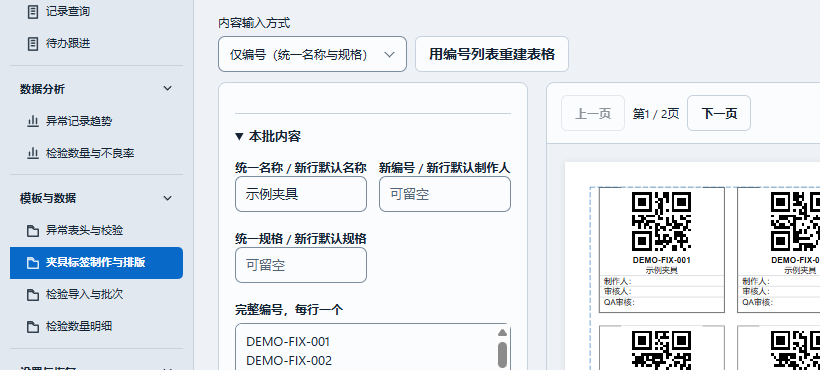 记录查询
待办跟进
数据分析
异常记录趋势
检验数量与不良率
模板与数据
异常表头与校验
夹具标签制作与排版
检验导入与批次
检验数量明细
内容输入方式
仅编号（统一名称与规格）
用编号列表重建表格
本批内容
统一名称 / 新行默认名称
新编号 / 新行默认制作人
示例夹具
可留空
统一规格 / 新行默认规格
可留空
完整编号，每行一个
DEMO-FIX-001
DEMO-FIX-002
上一页
第1 / 2页
下一页
DEMO-FIX-001
示例夹具
制作人:
审核人:
QA审核:
DEMO-FIX-0
示例夹具
制作人:
审核人:
QA审核: